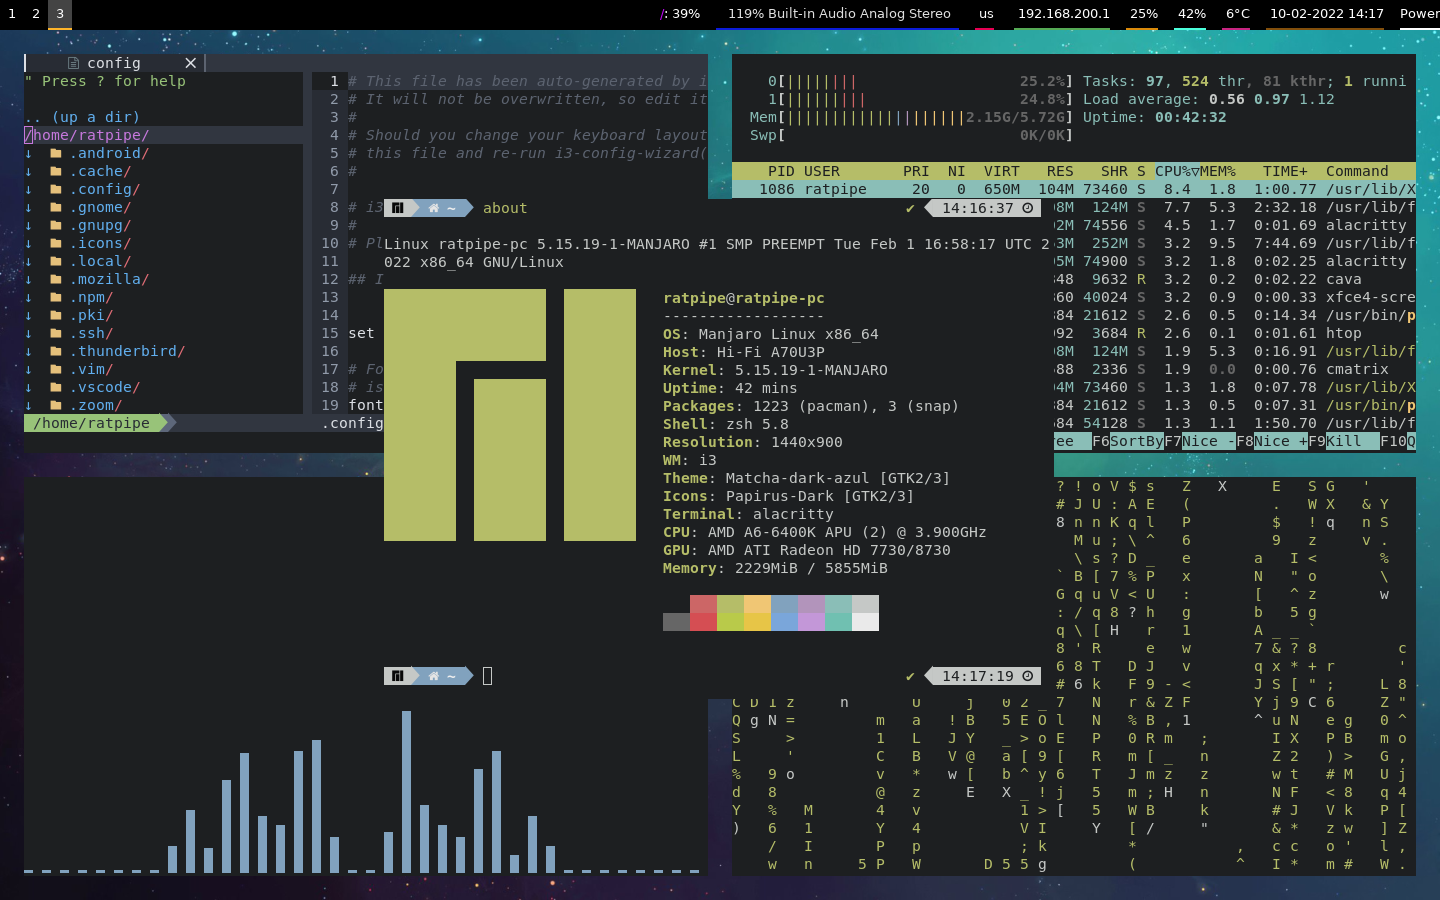 1 2 3
/: 39% 119% Built-in Audio Analog Stereo us 192.168.200.1 25% 42% 6°C 10-02-2022 14:17 Power
config ×
" Press ? for help
.. (up a dir)
/home/ratpipe/
↓ .android/
↓ .cache/
↓ .config/
↓ .gnome/
↓ .gnupg/
↓ .icons/
↓ .local/
↓ .mozilla/
↓ .npm/
↓ .pki/
↓ .ssh/
↓ .thunderbird/
↓ .vim/
↓ .vscode/
↓ .zoom/
/home/ratpipe
1 # This file has been auto-generated by i
2 # It will not be overwritten, so edit it
3 #
4 # Should you change your keyboard layout
5 # this file and re-run i3-config-wizard(
6 #
7
8 # i3
9 #
10 # Pl
11
12 ## I
13
14
15 set
16
17 # Fo
18 # is
19 font
.config
0[||||||||| 25.2%] Tasks: 97, 524 thr, 81 kthr; 1 runni
1[||||||||| 24.8%] Load average: 0.56 0.97 1.12
Mem[||||||||||||||||||||2.15G/5.72G] Uptime: 00:42:32
Swp[ 0K/0K]
PID USER PRI NI VIRT RES SHR S CPU%▽MEM% TIME+ Command
1086 ratpipe 20 0 650M 104M 73460 S 8.4 1.8 1:00.77 /usr/lib/X
08M 124M S 7.7 5.3 2:32.18 /usr/lib/f
02M 74556 S 4.5 1.7 0:01.69 alacritty
53M 252M S 3.2 9.5 7:44.69 /usr/lib/f
05M 74900 S 3.2 1.8 0:02.25 alacritty
848 9632 R 3.2 0.2 0:02.22 cava
860 40024 S 3.2 0.9 0:00.33 xfce4-scre
884 21612 S 2.6 0.5 0:14.34 /usr/bin/p
092 3684 R 2.6 0.1 0:01.61 htop
08M 124M S 1.9 5.3 0:16.91 /usr/lib/f
588 2336 S 1.9 0.0 0:00.76 cmatrix
04M 73460 S 1.3 1.8 0:07.78 /usr/lib/X
884 21612 S 1.3 0.5 0:07.31 /usr/bin/p
584 54128 S 1.3 1.1 1:50.70 /usr/lib/f
ree F6SortByF7Nice -F8Nice +F9Kill F10Q
~ about ✔ 14:16:37
Linux ratpipe-pc 5.15.19-1-MANJARO #1 SMP PREEMPT Tue Feb 1 16:58:17 UTC 2
022 x86_64 GNU/Linux
ratpipe@ratpipe-pc
------------------
OS: Manjaro Linux x86_64
Host: Hi-Fi A70U3P
Kernel: 5.15.19-1-MANJARO
Uptime: 42 mins
Packages: 1223 (pacman), 3 (snap)
Shell: zsh 5.8
Resolution: 1440x900
WM: i3
Theme: Matcha-dark-azul [GTK2/3]
Icons: Papirus-Dark [GTK2/3]
Terminal: alacritty
CPU: AMD A6-6400K APU (2) @ 3.900GHz
GPU: AMD ATI Radeon HD 7730/8730
Memory: 2229MiB / 5855MiB
~ ✔ 14:17:19